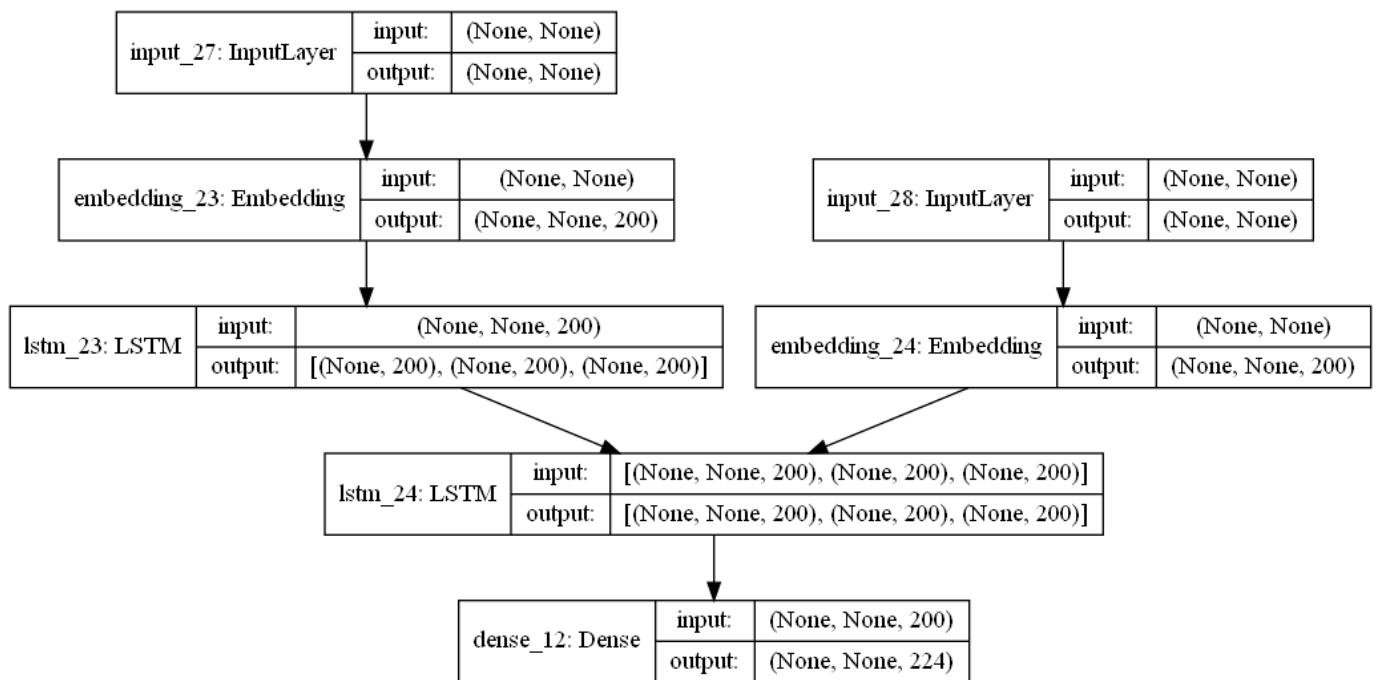 input_27: InputLayer
input: (None, None)
output: (None, None)
embedding_23: Embedding
input: (None, None)
output: (None, None, 200)
input_28: InputLayer
input: (None, None)
output: (None, None)
lstm_23: LSTM
input: (None, None, 200)
output: [(None, 200), (None, 200), (None, 200)]
embedding_24: Embedding
input: (None, None)
output: (None, None, 200)
lstm_24: LSTM
input: [(None, None, 200), (None, 200), (None, 200)]
output: [(None, None, 200), (None, 200), (None, 200)]
dense_12: Dense
input: (None, None, 200)
output: (None, None, 224)